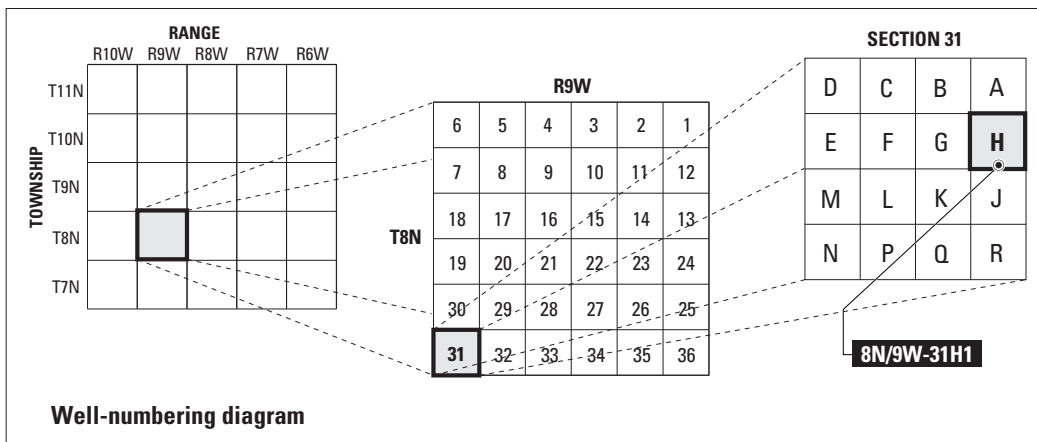 RANGE
R10W R9W R8W R7W R6W
TOWNSHIP
T11N
T10N
T9N
T8N
T7N
R9W
T8N
6 5 4 3 2 1
7 8 9 10 11 12
18 17 16 15 14 13
19 20 21 22 23 24
30 29 28 27 26 25
31 32 33 34 35 36
SECTION 31
D C B A
E F G H
M L K J
N P Q R
8N/9W-31H1
Well-numbering diagram